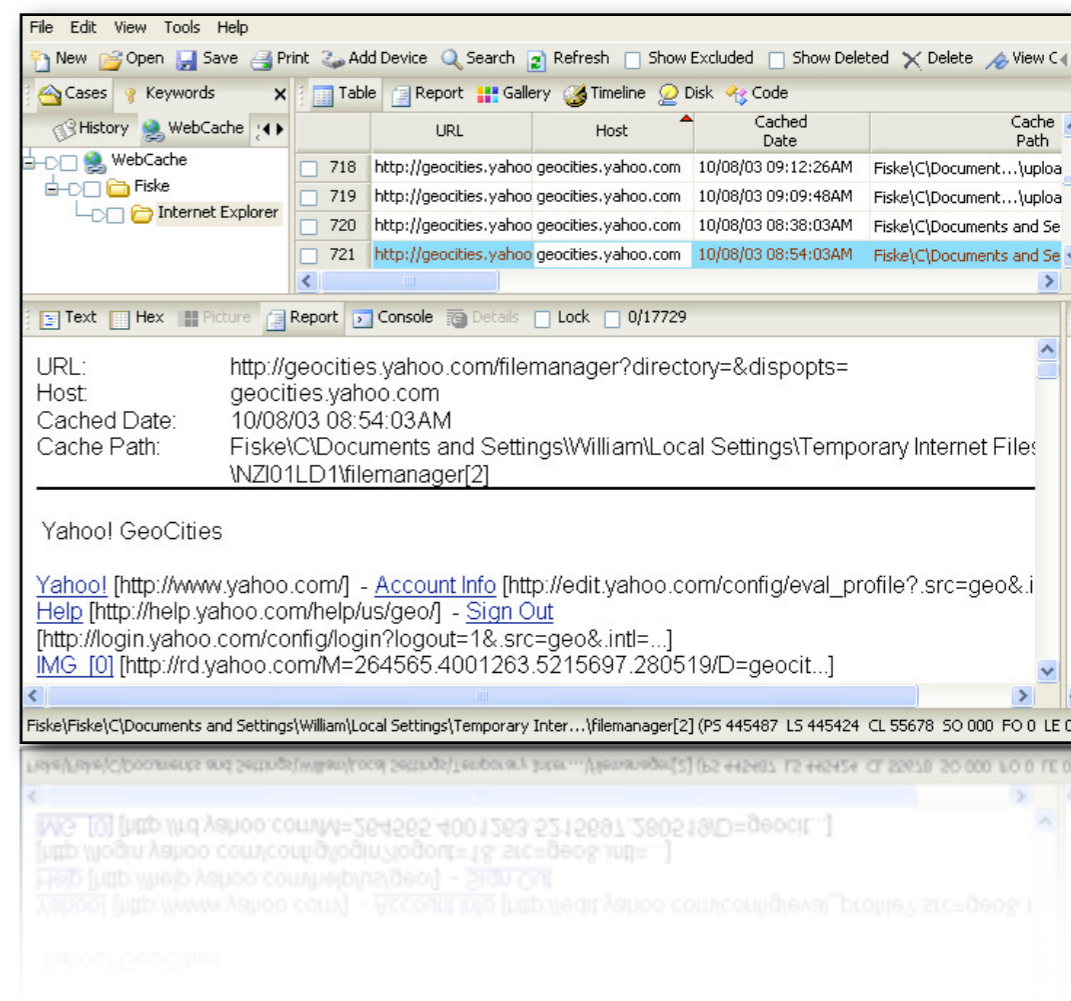 File Edit View Tools Help
New Open Save Print Add Device Search Refresh Show Excluded Show Deleted Delete View
Cases Keywords Table Report Gallery Timeline Disk Code
History WebCache URL Host Cached Date Cache Path
WebCache
Fiske
Internet Explorer
718 http://geocities.yahoo geocities.yahoo.com 10/08/03 09:12:26AM Fiske\C\Document...\uploa
719 http://geocities.yahoo geocities.yahoo.com 10/08/03 09:09:48AM Fiske\C\Document...\uploa
720 http://geocities.yahoo geocities.yahoo.com 10/08/03 08:38:03AM Fiske\C\Documents and Se
721 http://geocities.yahoo geocities.yahoo.com 10/08/03 08:54:03AM Fiske\C\Documents and Se
Text Hex Picture Report Console Details Lock 0/17729
URL: http://geocities.yahoo.com/filemanager?directory=&dispopts=
Host: geocities.yahoo.com
Cached Date: 10/08/03 08:54:03AM
Cache Path: Fiske\C\Documents and Settings\William\Local Settings\Temporary Internet Files
\NZI01LD1\filemanager[2]
Yahoo! GeoCities
Yahoo! [http://www.yahoo.com/] - Account Info [http://edit.yahoo.com/config/eval_profile?.src=geo&.i
Help [http://help.yahoo.com/help/us/geo/] - Sign Out
[http://login.yahoo.com/config/login?logout=1&.src=geo&.intl=...]
IMG_[0] [http://rd.yahoo.com/M=264565.4001263.5215697.280519/D=geocit...]
Fiske\Fiske\C\Documents and Settings\William\Local Settings\Temporary Inter...\filemanager[2] (PS 445487 LS 445424 CL 55678 SO 000 FO 0 LE 0